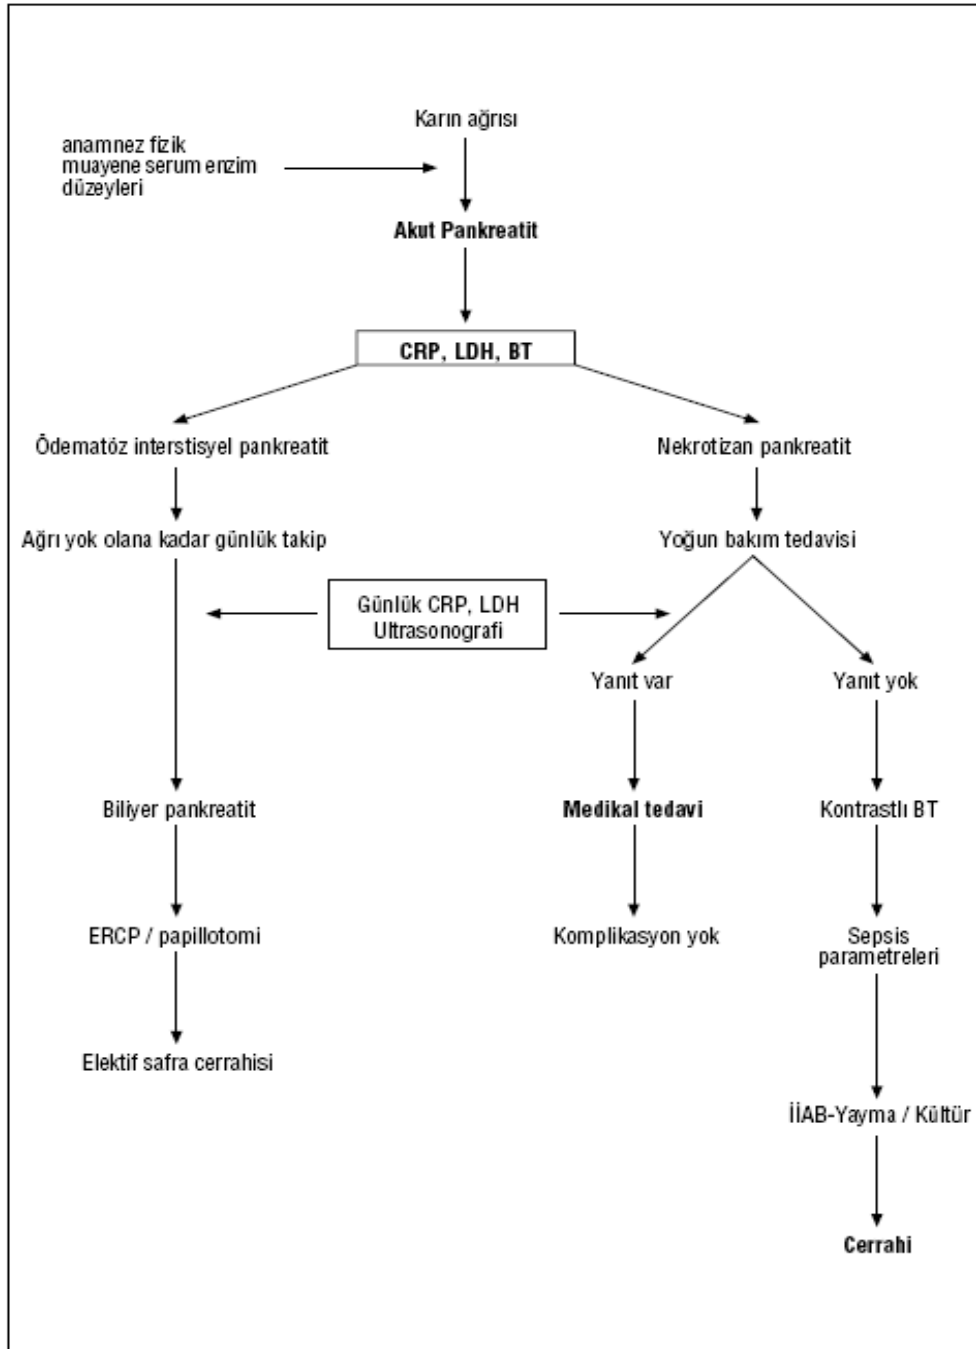 Karın ağrısı
anamnez fizik
muayene serum enzim
düzeyleri
Akut Pankreatit
CRP, LDH, BT
Ödematöz interstisyel pankreatit
Nekrotizan pankreatit
Ağrı yok olana kadar günlük takip
Yoğun bakım tedavisi
Günlük CRP, LDH
Ultrasonografi
Yanıt var
Yanıt yok
Biliyer pankreatit
Medikal tedavi
Kontrastlı BT
ERCP / papillotomi
Komplikasyon yok
Sepsis
parametreleri
Elektif safra cerrahisi
İİAB-Yayma / Kültür
Cerrahi